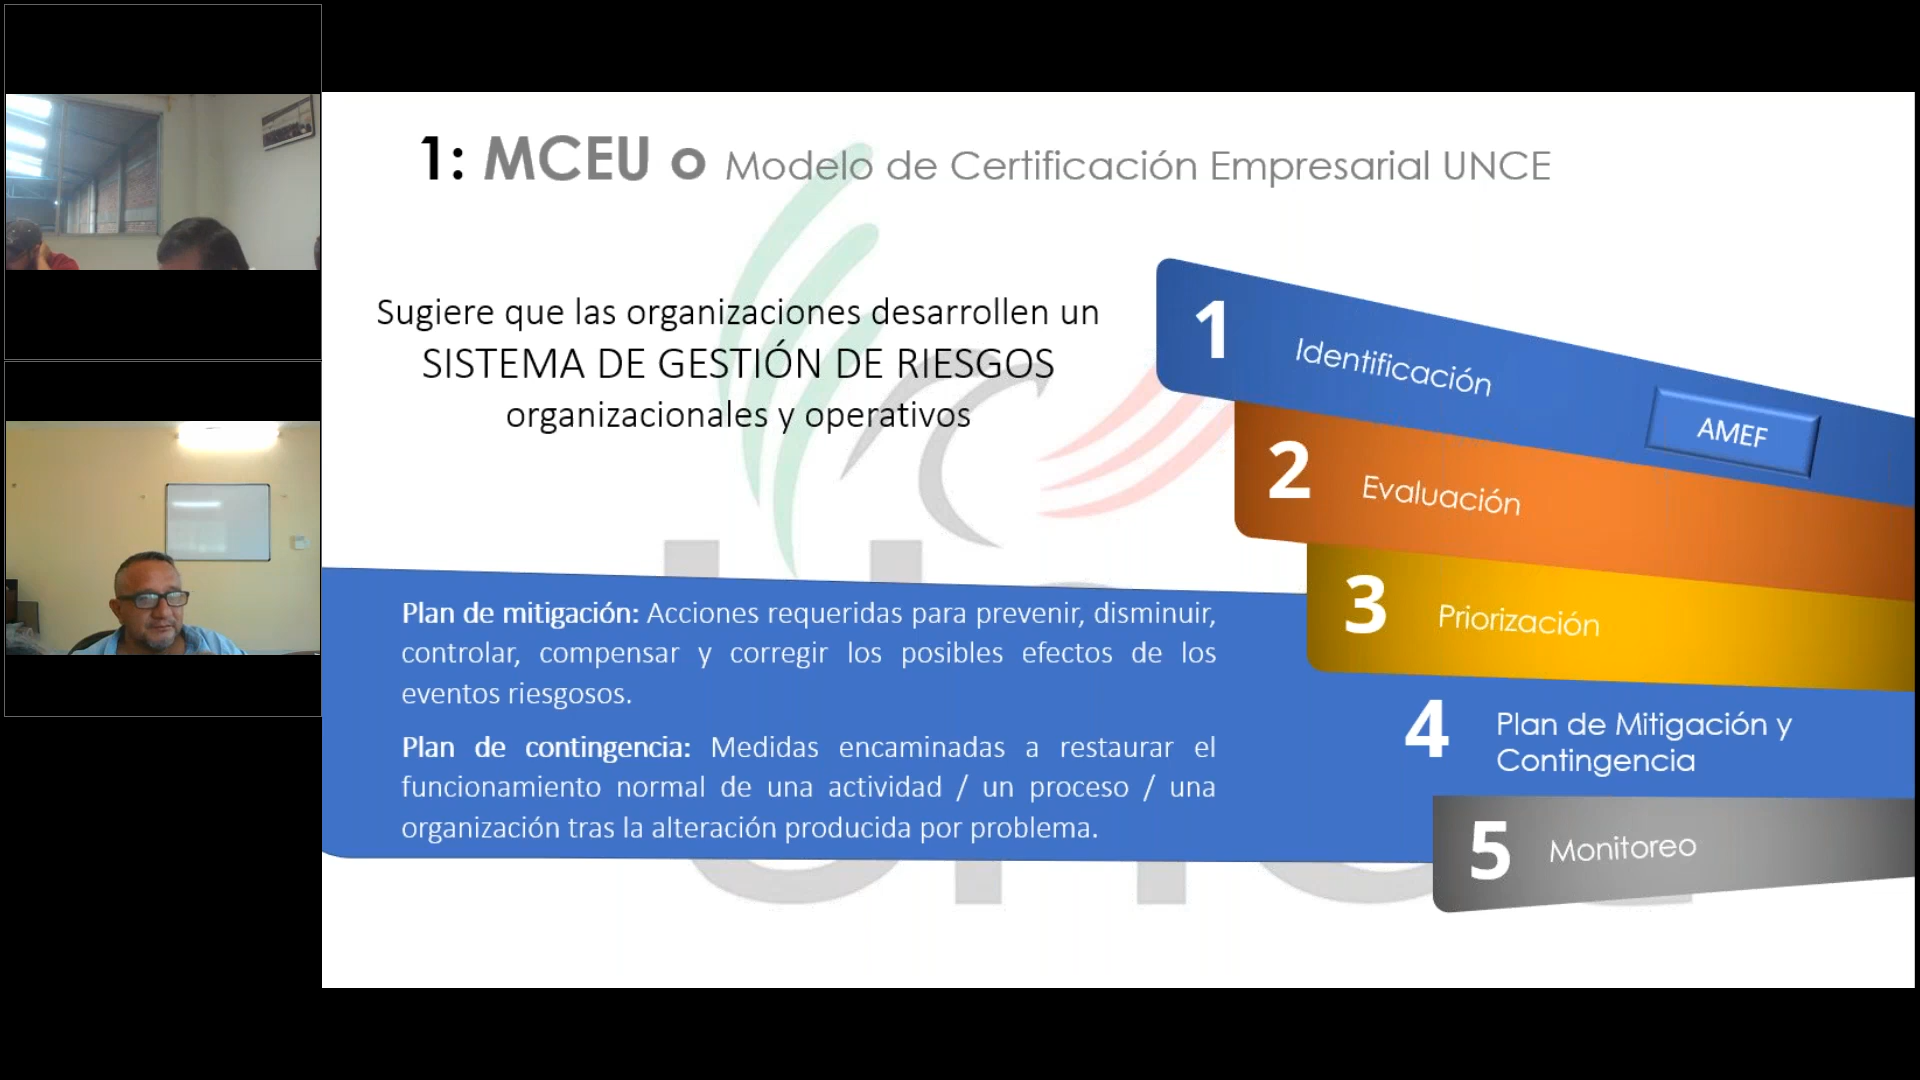 1: MCEU o Modelo de Certificación Empresarial UNCE
Sugiere que las organizaciones desarrollen un
SISTEMA DE GESTIÓN DE RIESGOS
organizacionales y operativos
1 Identificación
AMEF
2 Evaluación
3 Priorización
4 Plan de Mitigación y
Contingencia
5 Monitoreo
Plan de mitigación: Acciones requeridas para prevenir, disminuir,
controlar, compensar y corregir los posibles efectos de los
eventos riesgosos.
Plan de contingencia: Medidas encaminadas a restaurar el
funcionamiento normal de una actividad / un proceso / una
organización tras la alteración producida por problema.
unce